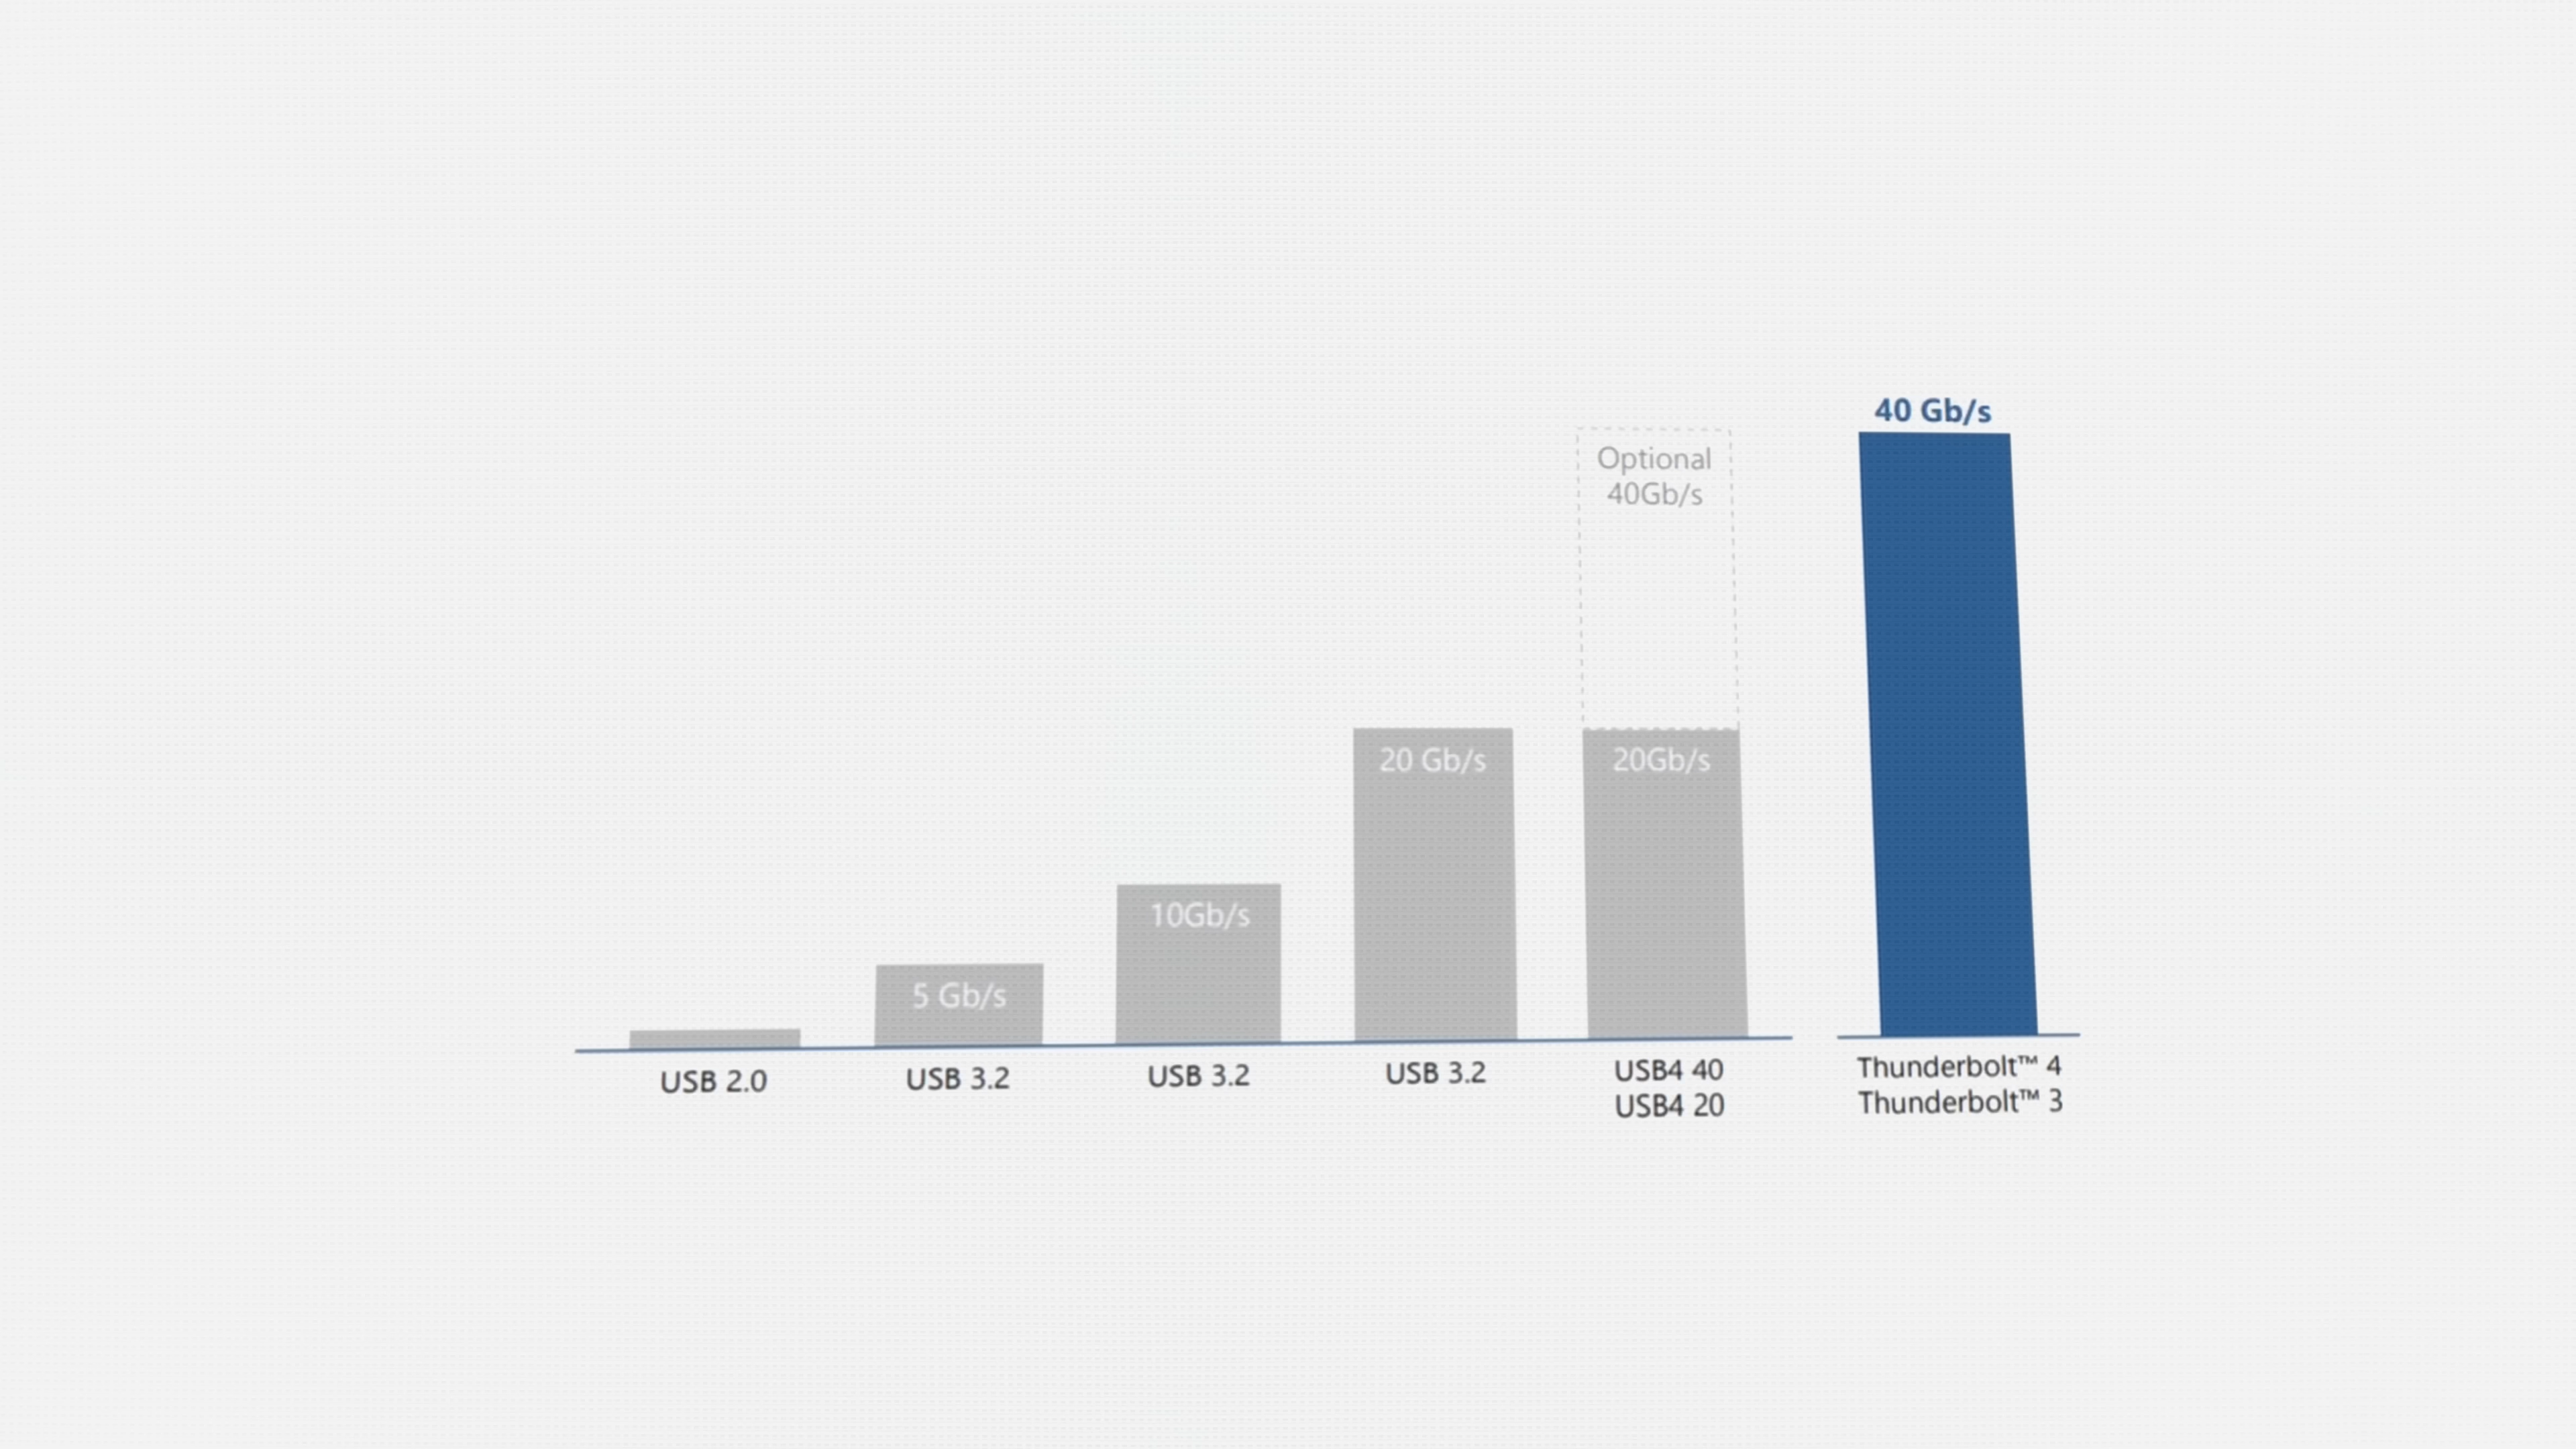 40 Gb/s
Optional
40Gb/s
20 Gb/s
20Gb/s
10Gb/s
5 Gb/s
USB 2.0
USB 3.2
USB 3.2
USB 3.2
USB4 40
USB4 20
Thunderbolt™ 4
Thunderbolt™ 3